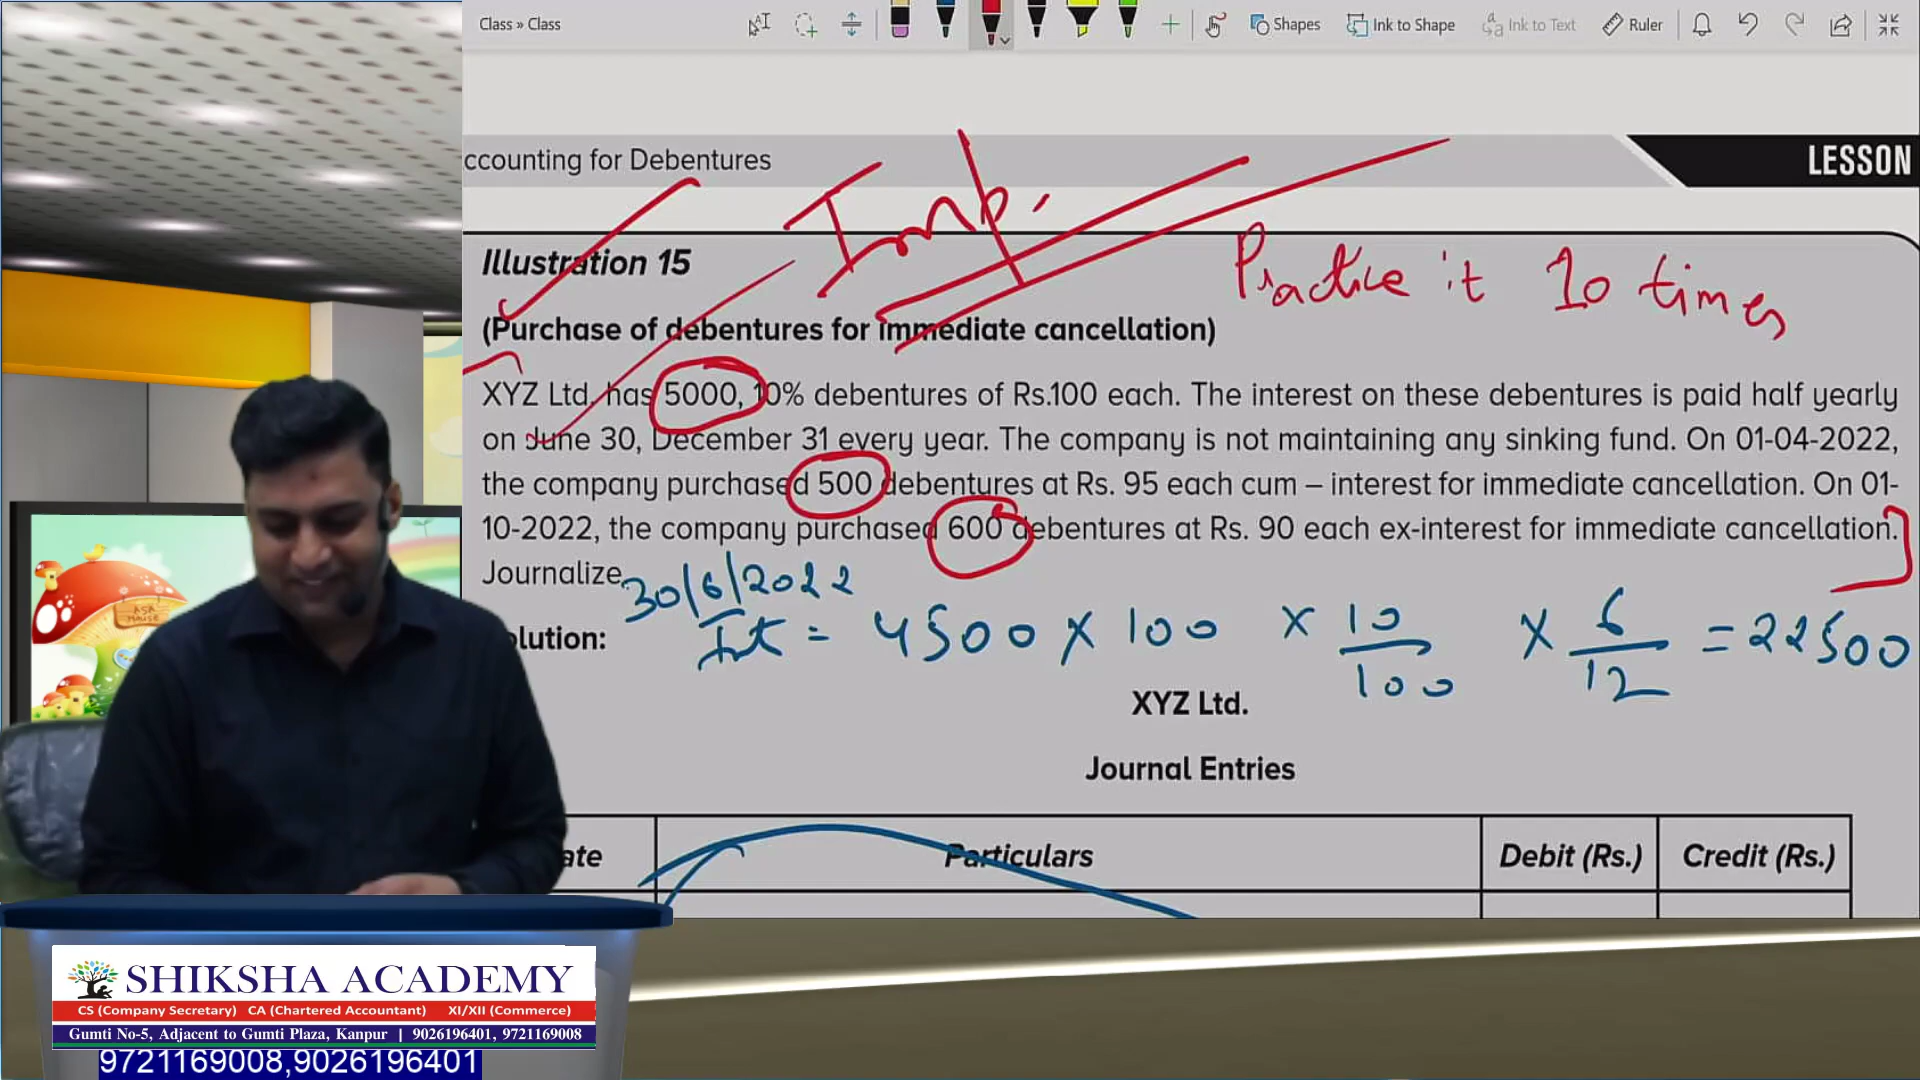 Class » Class
Shapes Ink to Shape Ink to Text Ruler
ccounting for Debentures
LESSON
Imp.
Practice it 10 times
Illustration 15
(Purchase of debentures for immediate cancellation)
XYZ Ltd. has 5000, 10% debentures of Rs.100 each. The interest on these debentures is paid half yearly
on June 30, December 31 every year. The company is not maintaining any sinking fund. On 01-04-2022,
the company purchased 500 debentures at Rs. 95 each cum – interest for immediate cancellation. On 01-
10-2022, the company purchased 600 debentures at Rs. 90 each ex-interest for immediate cancellation.
Journalize.
30/6/2022
olution:
Int = 4500 X 100 X 10/100 X 6/12 = 22500
XYZ Ltd.
Journal Entries
ate Particulars Debit (Rs.) Credit (Rs.)
ASA
HOUSE
SHIKSHA ACADEMY
CS (Company Secretary) CA (Chartered Accountant) XI/XII (Commerce)
Gumti No-5, Adjacent to Gumti Plaza, Kanpur | 9026196401, 9721169008
9721169008,9026196401